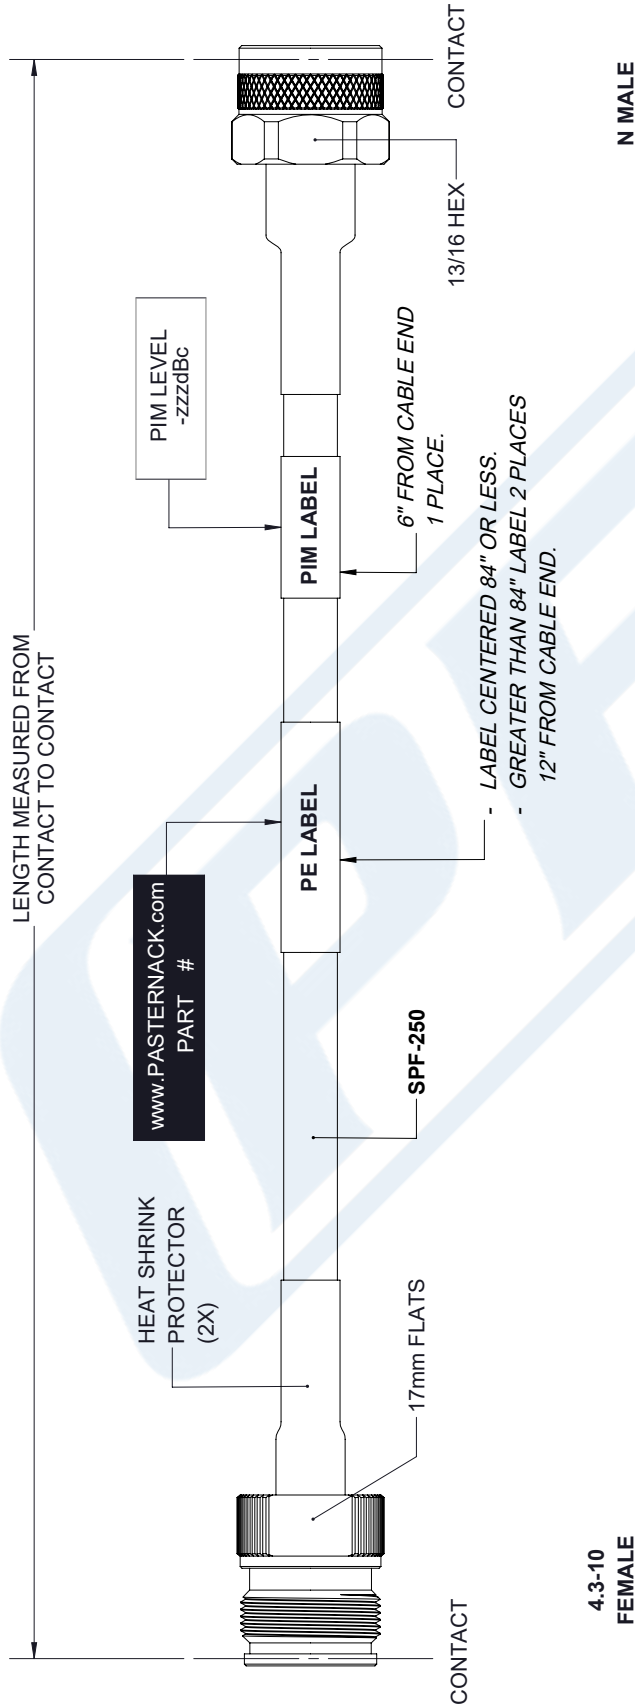 LENGTH MEASURED FROM
CONTACT TO CONTACT
www.PASTERNACK.com
PART #
PIM LEVEL
-zzzdBc
HEAT SHRINK
PROTECTOR
(2X)
PE LABEL
PIM LABEL
17mm FLATS
SPF-250
6" FROM CABLE END
1 PLACE.
13/16 HEX
CONTACT
CONTACT
- LABEL CENTERED 84" OR LESS.
- GREATER THAN 84" LABEL 2 PLACES
12" FROM CABLE END.
4.3-10
FEMALE
N MALE